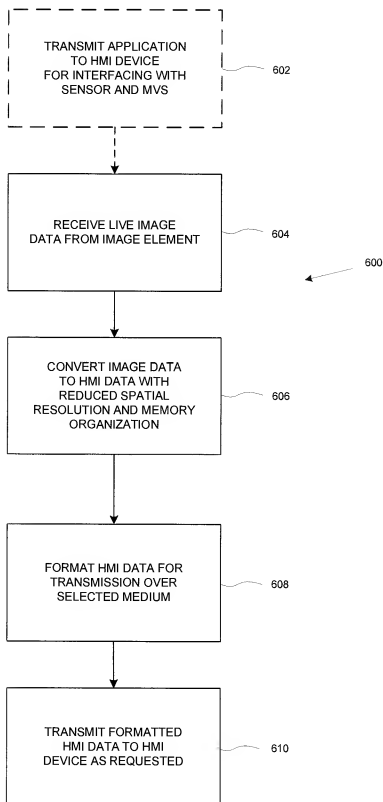 TRANSMIT APPLICATION
TO HMI DEVICE
FOR INTERFACING WITH
SENSOR AND MVS
602
RECEIVE LIVE IMAGE
DATA FROM IMAGE ELEMENT
604
600
CONVERT IMAGE DATA
TO HMI DATA WITH
REDUCED SPATIAL
RESOLUTION AND MEMORY
ORGANIZATION
606
FORMAT HMI DATA FOR
TRANSMISSION OVER
SELECTED MEDIUM
608
TRANSMIT FORMATTED
HMI DATA TO HMI
DEVICE AS REQUESTED
610